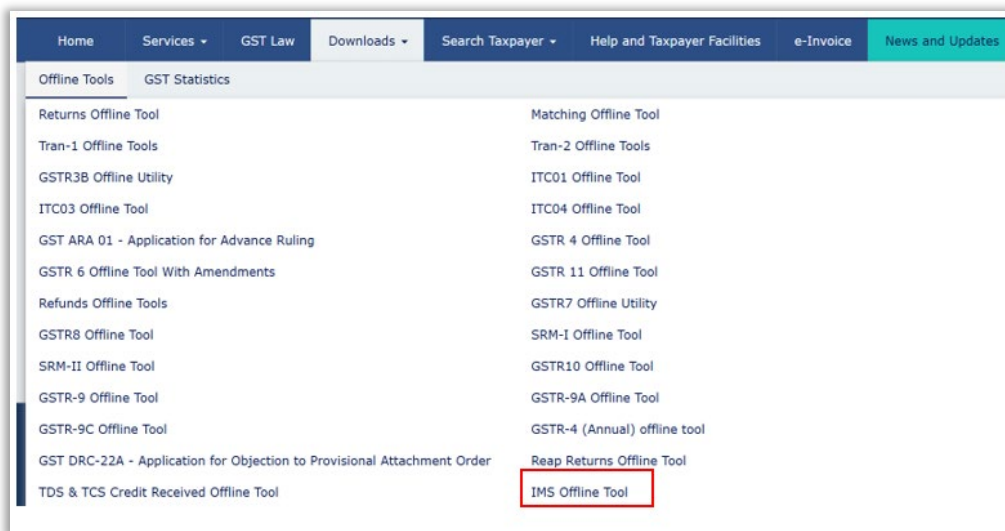 Home Services GST Law Downloads Search Taxpayer Help and Taxpayer Facilities e-Invoice News and Updates
Offline Tools GST Statistics
Returns Offline Tool Matching Offline Tool
Tran-1 Offline Tools Tran-2 Offline Tools
GSTR3B Offline Utility ITC01 Offline Tool
ITC03 Offline Tool ITC04 Offline Tool
GST ARA 01 - Application for Advance Ruling GSTR 4 Offline Tool
GSTR 6 Offline Tool With Amendments GSTR 11 Offline Tool
Refunds Offline Tools GSTR7 Offline Utility
GSTR8 Offline Tool SRM-I Offline Tool
SRM-II Offline Tool GSTR10 Offline Tool
GSTR-9 Offline Tool GSTR-9A Offline Tool
GSTR-9C Offline Tool GSTR-4 (Annual) offline tool
GST DRC-22A - Application for Objection to Provisional Attachment Order Reap Returns Offline Tool
TDS & TCS Credit Received Offline Tool IMS Offline Tool